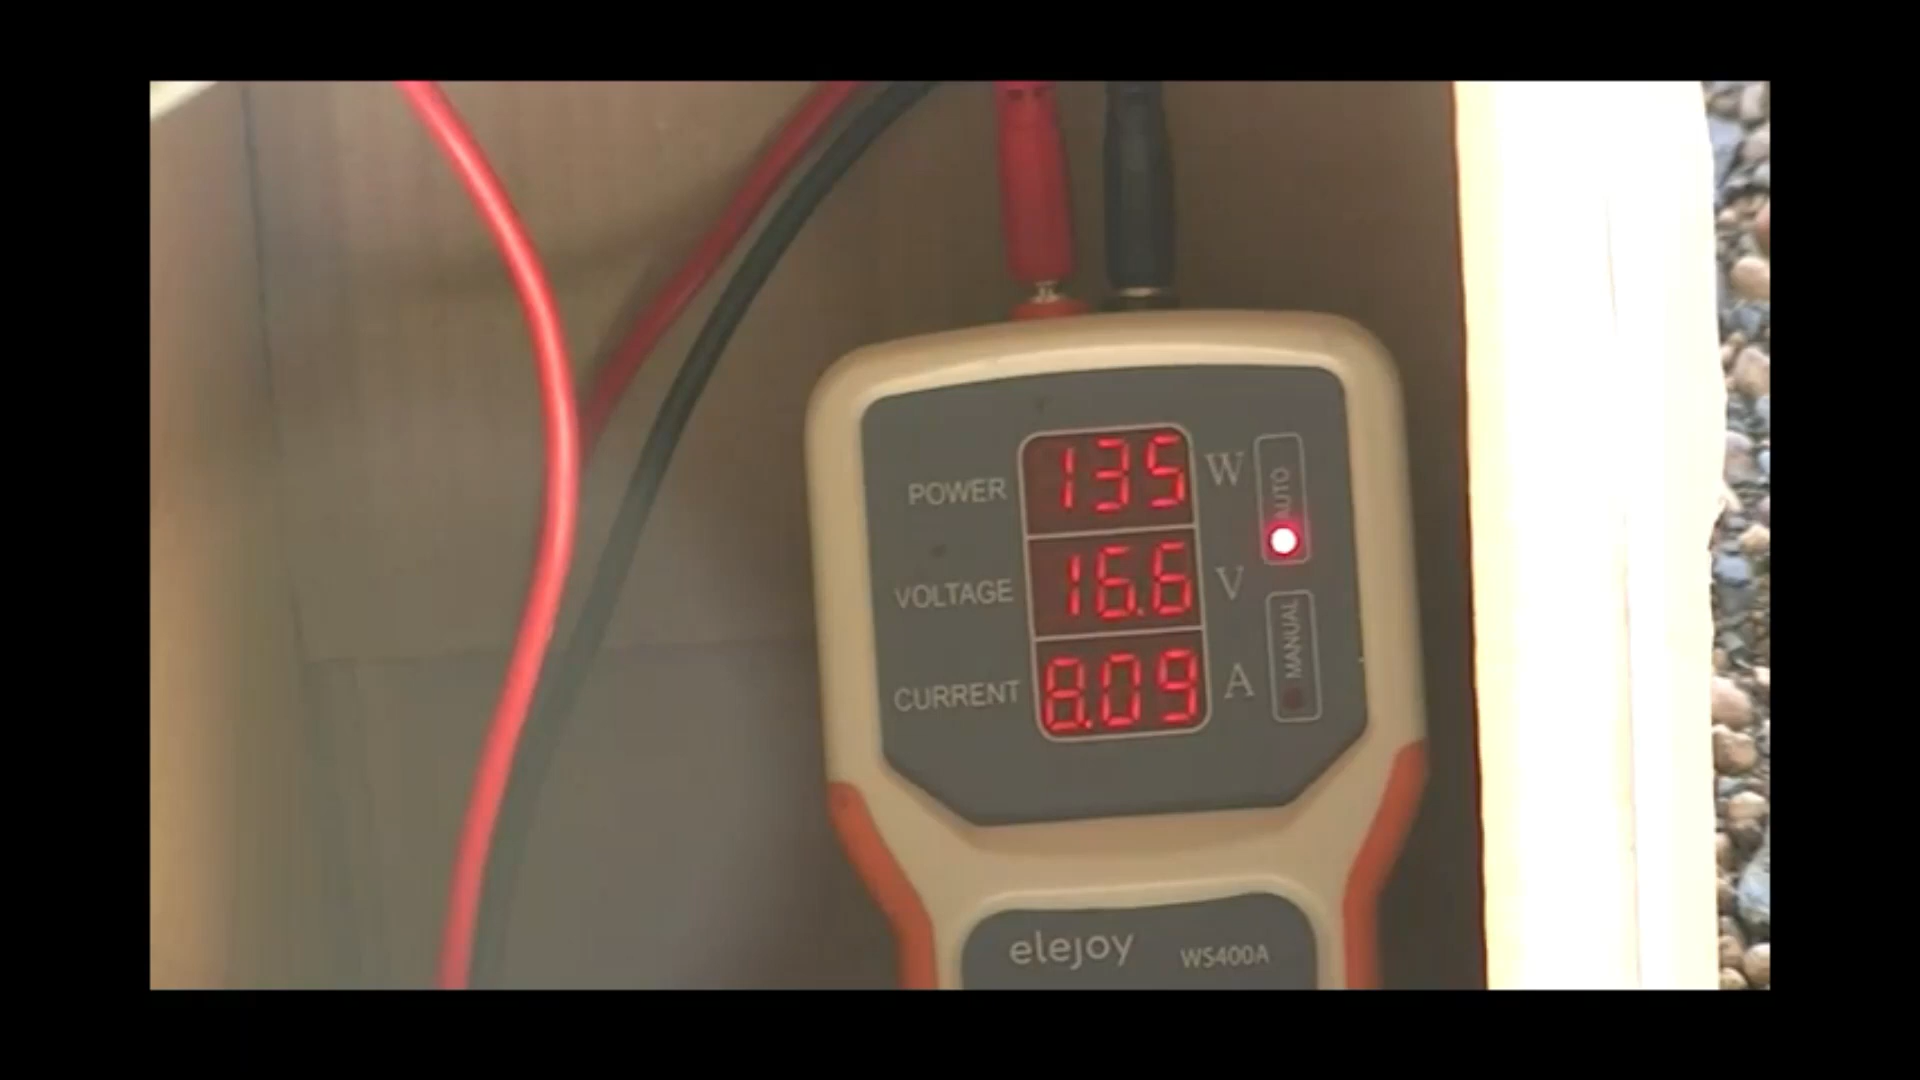 POWER 135 W
AUTO
VOLTAGE 16.6 V
MANUAL
CURRENT 8.09 A
elejoy WS400A